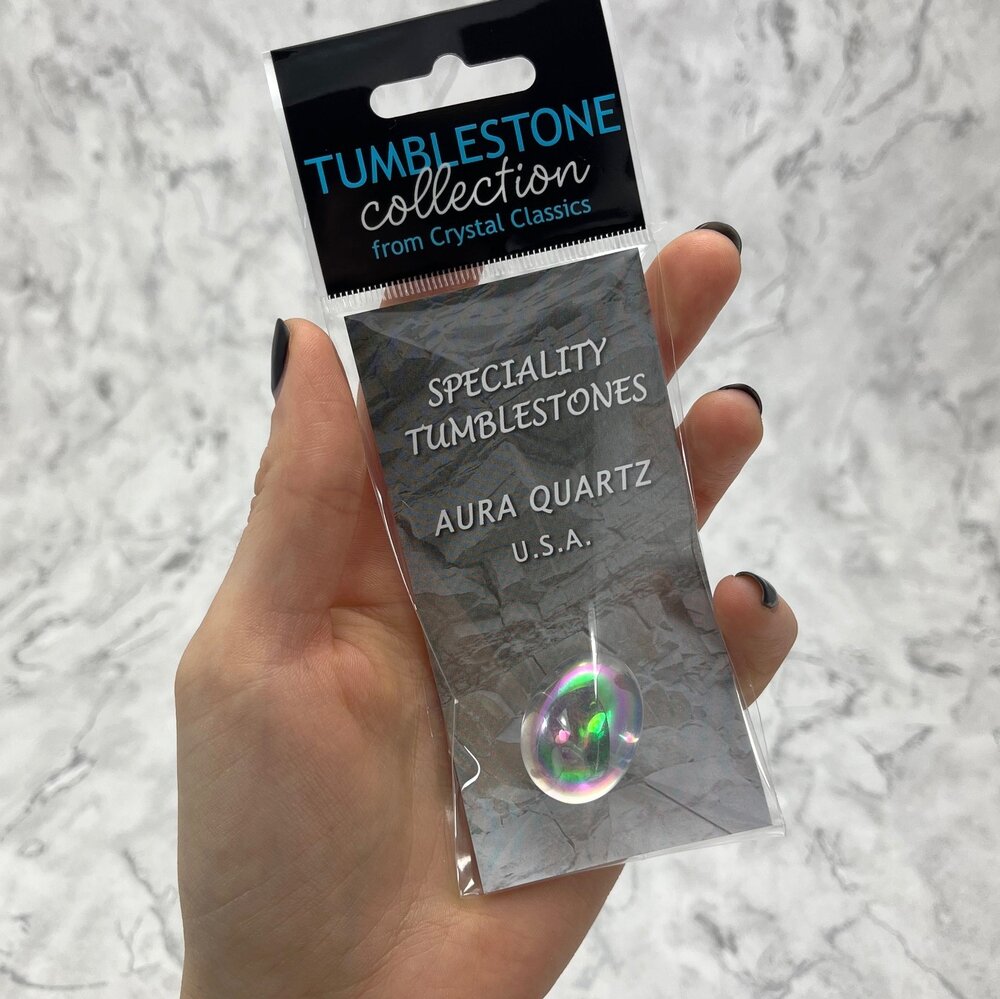 TUMBLESTONE
collection
from Crystal Classics
SPECIALITY
TUMBLESTONES
AURA QUARTZ
U.S.A.